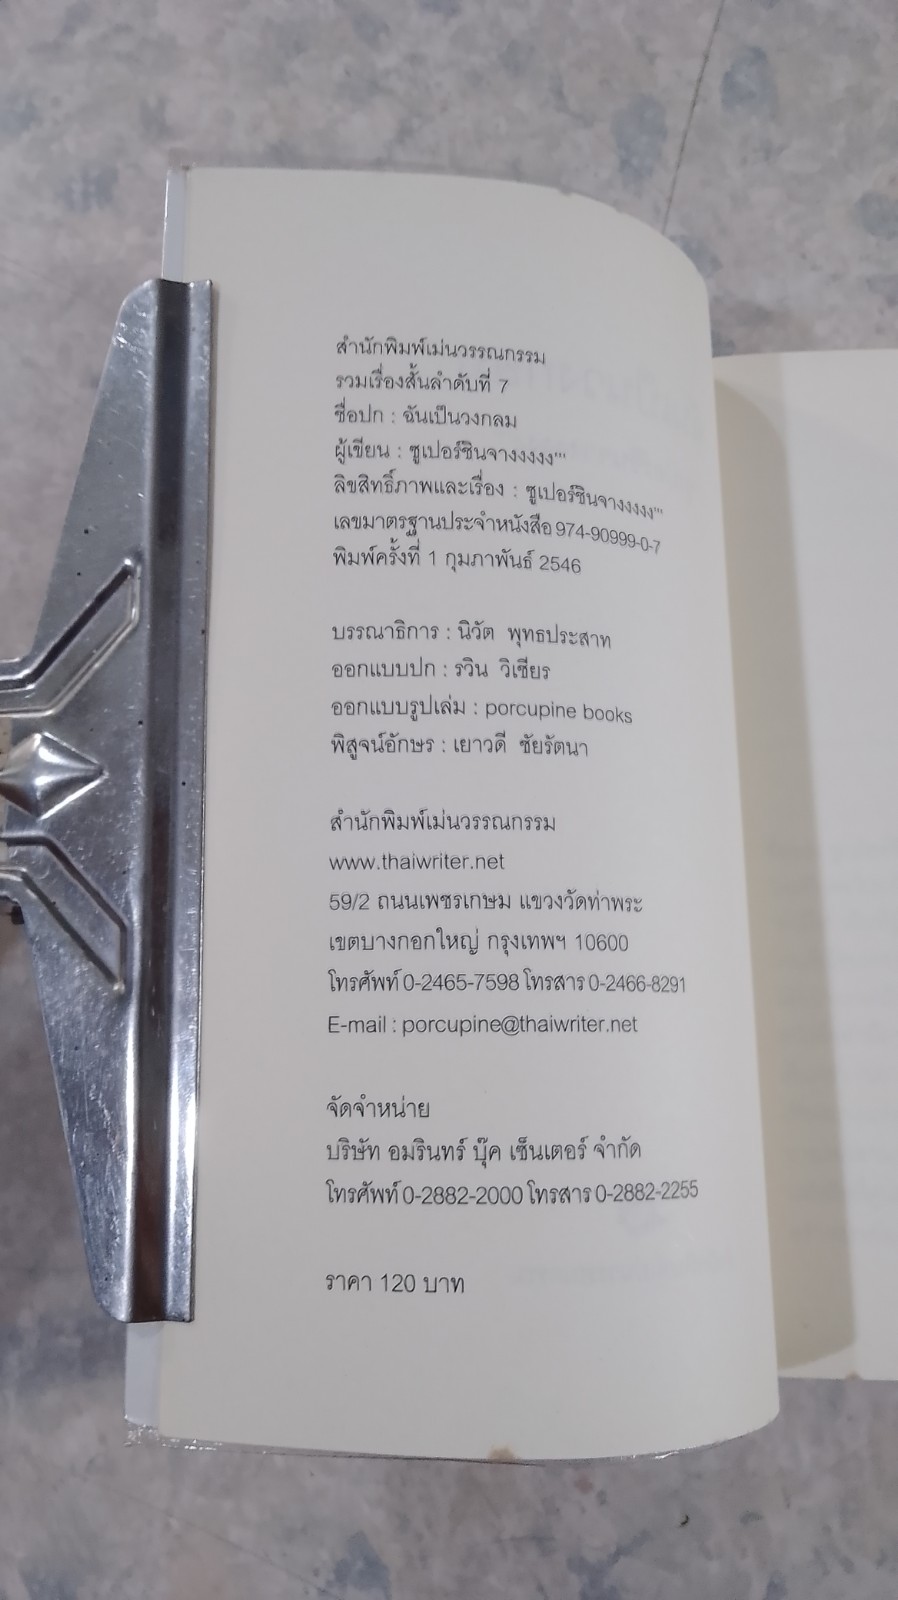 สำนักพิมพ์เม่นวรรณกรรม
รวมเรื่องสั้นลำดับที่ 7
ชื่อปก : ฉันเป็นวงกลม
ผู้เขียน : ซูเปอร์ซินจางงงงง'''
ลิขสิทธิ์ภาพและเรื่อง : ซูเปอร์ซินจางงงงง'''
เลขมาตรฐานประจำหนังสือ 974-90999-0-7
พิมพ์ครั้งที่ 1 กุมภาพันธ์ 2546
บรรณาธิการ : นิวัต พุทธประสาท
ออกแบบปก : รวิน วิเชียร
ออกแบบรูปเล่ม : porcupine books
พิสูจน์อักษร : เยาวดี ชัยรัตนา
สำนักพิมพ์เม่นวรรณกรรม
www.thaiwriter.net
59/2 ถนนเพชรเกษม แขวงวัดท่าพระ
เขตบางกอกใหญ่ กรุงเทพฯ 10600
โทรศัพท์ 0-2465-7598 โทรสาร 0-2466-8291
E-mail : porcupine@thaiwriter.net
จัดจำหน่าย
บริษัท อมรินทร์ บุ๊ค เซ็นเตอร์ จำกัด
โทรศัพท์ 0-2882-2000 โทรสาร 0-2882-2255
ราคา 120 บาท